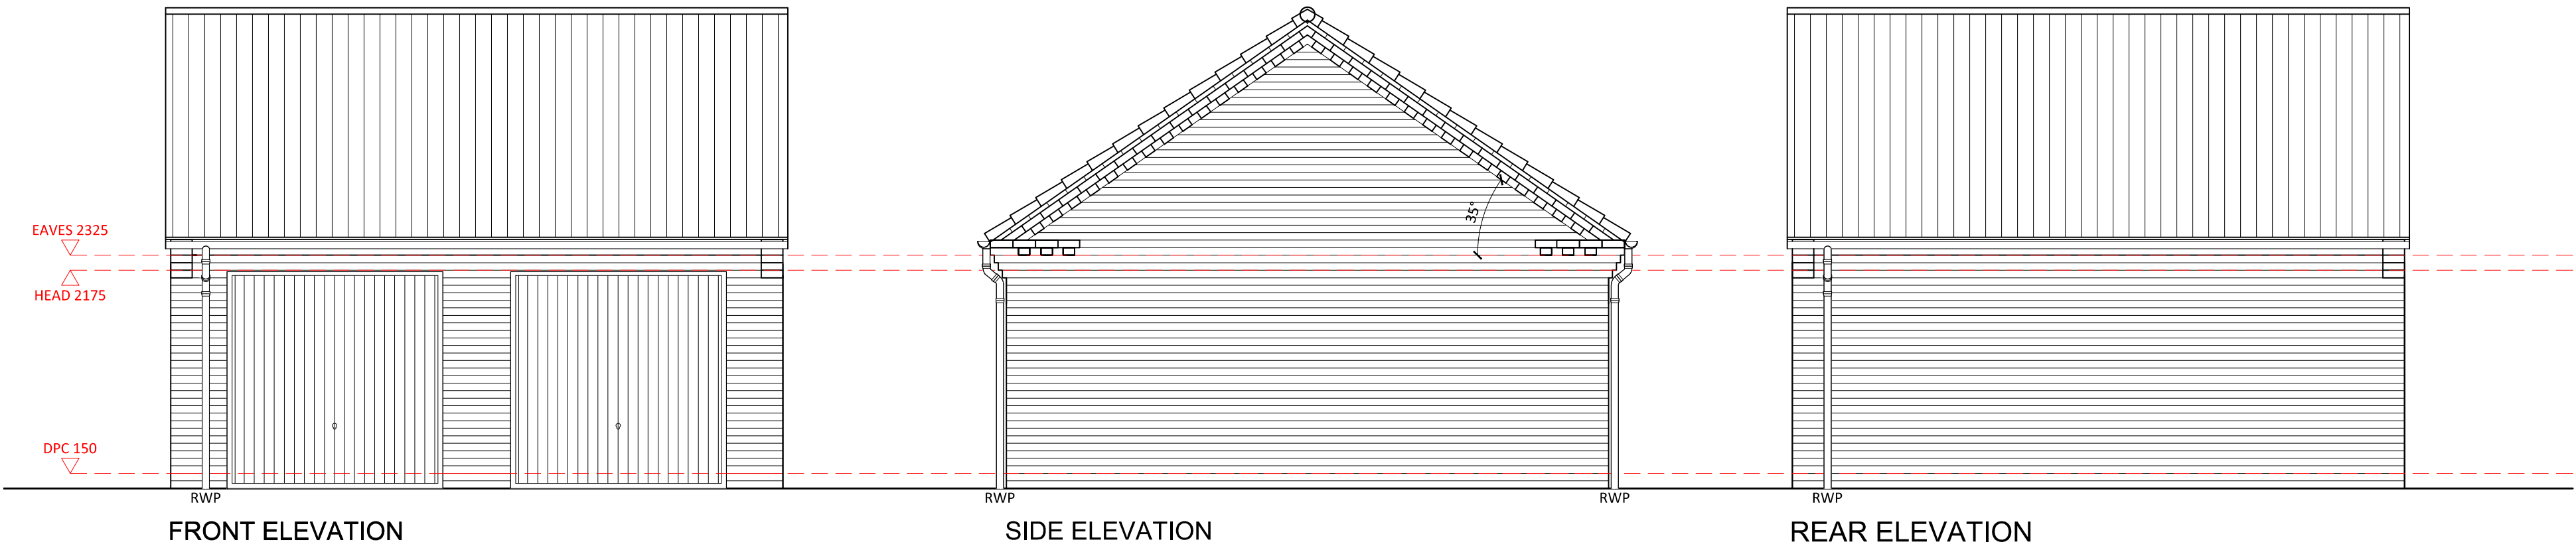 EAVES 2325
HEAD 2175
DPC 150
35°
RWP
RWP
RWP
RWP
FRONT ELEVATION
SIDE ELEVATION
REAR ELEVATION